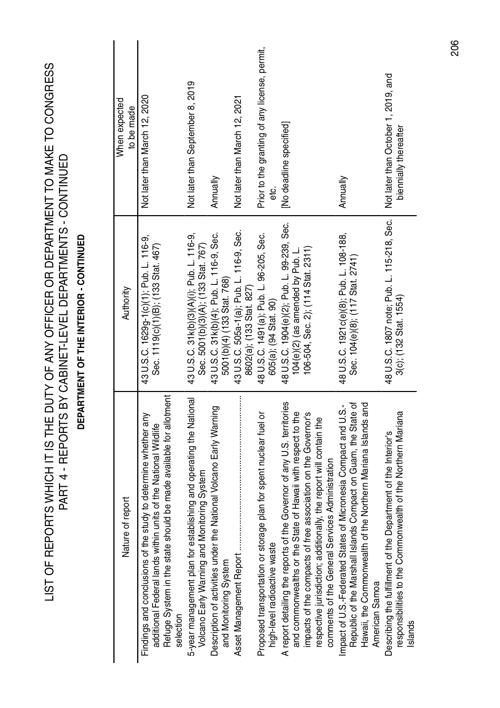 LIST OF REPORTS WHICH IT IS THE DUTY OF ANY OFFICER OR DEPARTMENT TO MAKE TO CONGRESS
PART 4 - REPORTS BY CABINET-LEVEL DEPARTMENTS - CONTINUED
DEPARTMENT OF THE INTERIOR - CONTINUED
Nature of report
Authority
When expected
to be made
Findings and conclusions of the study to determine whether any
additional Federal lands within units of the National Wildlife
Refuge System in the state should be made available for allotment
selection
43 U.S.C. 1629g-1(c)(1); Pub. L. 116-9,
Sec. 1119(c)(1)(B); (133 Stat. 467)
Not later than March 12, 2020
5-year management plan for establishing and operating the National
Volcano Early Warning and Monitoring System
43 U.S.C. 31k(b)(3)(A)(i); Pub. L. 116-9,
Sec. 5001(b)(3)(A); (133 Stat. 767)
Not later than September 8, 2019
Description of activities under the National Volcano Early Warning
and Monitoring System
43 U.S.C. 31k(b)(4); Pub. L. 116-9, Sec.
5001(b)(4) (133 Stat. 768)
Annually
Asset Management Report
43 U.S.C. 505a-1(a); Pub. L. 116-9, Sec.
8602(a); (133 Stat. 827)
Not later than March 12, 2021
Proposed transportation or storage plan for spent nuclear fuel or
high-level radioactive waste
48 U.S.C. 1491(a); Pub. L. 96-205, Sec.
605(a); (94 Stat. 90)
Prior to the granting of any license, permit,
etc.
A report detailing the reports of the Governor of any U.S. territories
and commonwealths or the State of Hawaii with respect to the
impacts of the compacts of free association on the Governor's
respective jurisdiction; additionally, the report will contain the
comments of the General Services Administration
48 U.S.C. 1904(e)(2); Pub. L. 99-239, Sec.
104(e)(2) (as amended by Pub. L.
106-504, Sec. 2); (114 Stat. 2311)
[No deadline specified]
Impact of U.S.-Federated States of Micronesia Compact and U.S.-
Republic of the Marshall Islands Compact on Guam, the State of
Hawaii, the Commonwealth of the Northern Mariana Islands and
American Samoa
48 U.S.C. 1921c(e)(8); Pub. L. 108-188,
Sec. 104(e)(8); (117 Stat. 2741)
Annually
Describing the fulfillment of the Department of the Interior's
responsibilities to the Commonwealth of the Northern Mariana
Islands
48 U.S.C. 1807 note; Pub. L. 115-218, Sec.
3(c); (132 Stat. 1554)
Not later than October 1, 2019, and
biennially thereafter
206